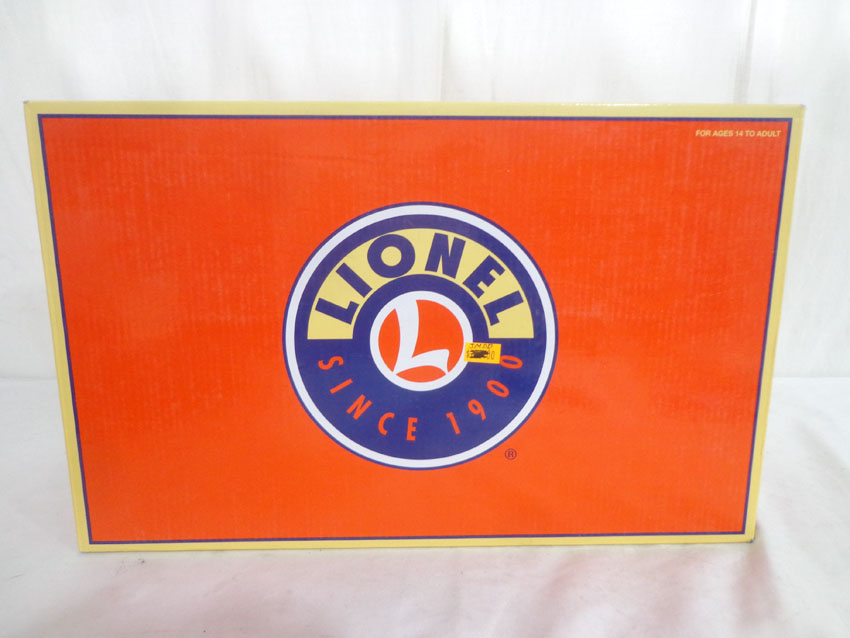 FOR AGES 14 TO ADULT
LIONEL
L
SINCE 1900
®